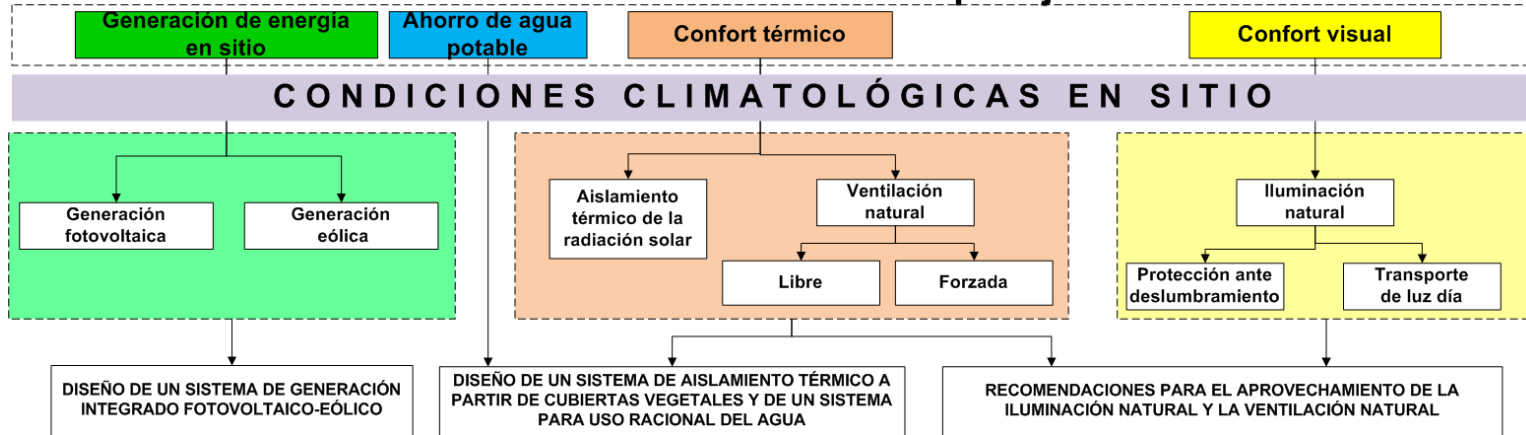 Generación de energía
en sitio
Ahorro de agua
potable
Confort térmico
Confort visual
CONDICIONES CLIMATOLÓGICAS EN SITIO
Generación
fotovoltaica
Generación
eólica
Aislamiento
térmico de la
radiación solar
Ventilación
natural
Libre
Forzada
Iluminación
natural
Protección ante
deslumbramiento
Transporte
de luz día
DISEÑO DE UN SISTEMA DE GENERACIÓN
INTEGRADO FOTOVOLTAICO-EÓLICO
DISEÑO DE UN SISTEMA DE AISLAMIENTO TÉRMICO A
PARTIR DE CUBIERTAS VEGETALES Y DE UN SISTEMA
PARA USO RACIONAL DEL AGUA
RECOMENDACIONES PARA EL APROVECHAMIENTO DE LA
ILUMINACIÓN NATURAL Y LA VENTILACIÓN NATURAL